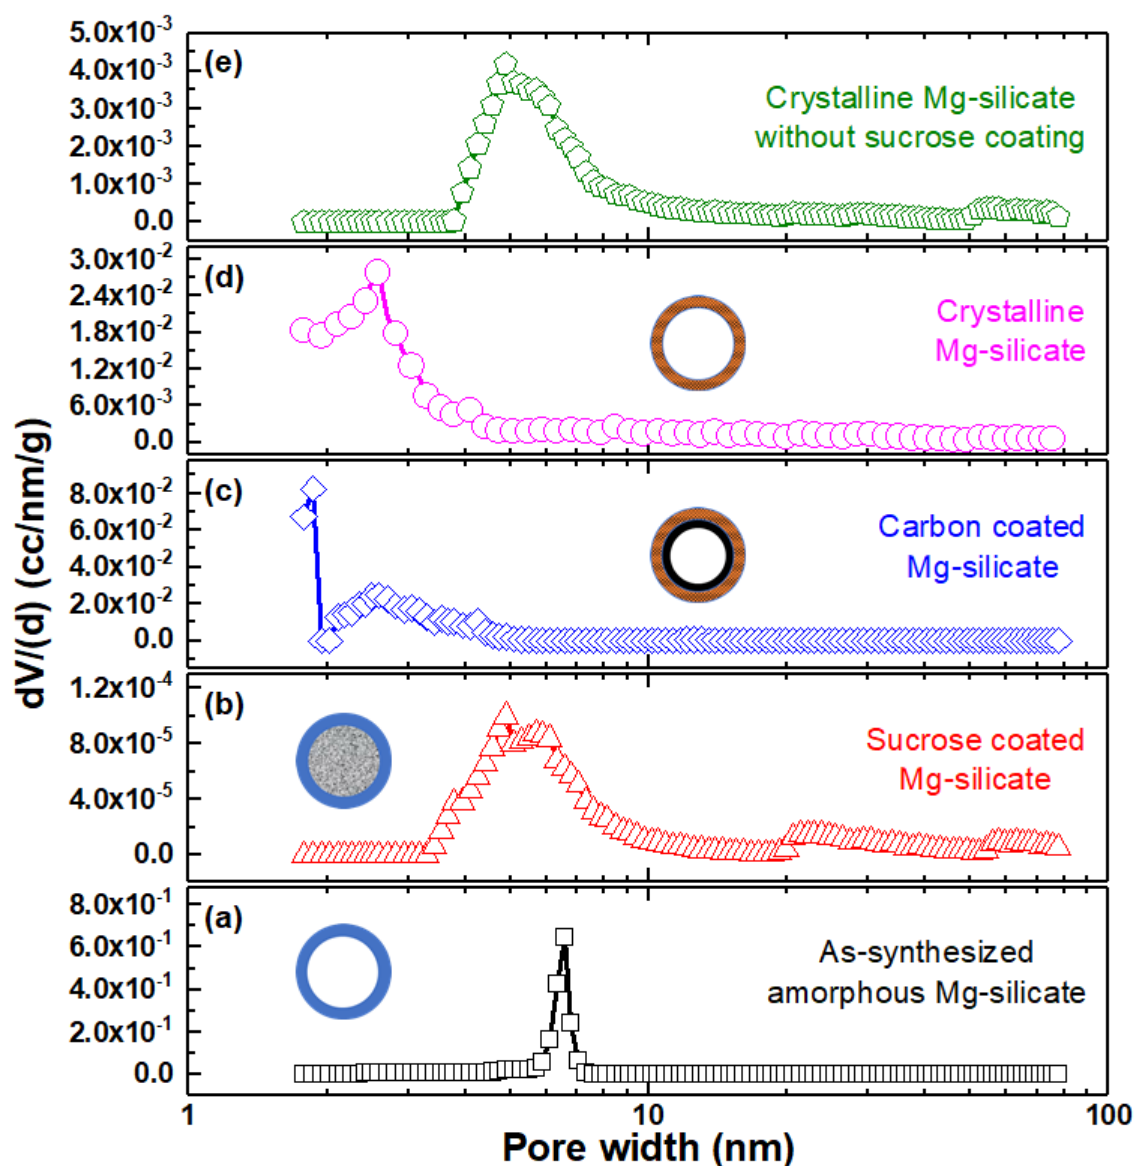 5.0x10⁻³
4.0x10⁻³
3.0x10⁻³
2.0x10⁻³
1.0x10⁻³
0.0
(e)
Crystalline Mg-silicate
without sucrose coating
3.0x10⁻²
2.4x10⁻²
1.8x10⁻²
1.2x10⁻²
6.0x10⁻³
0.0
(d)
Crystalline
Mg-silicate
8.0x10⁻²
6.0x10⁻²
4.0x10⁻²
2.0x10⁻²
0.0
(c)
Carbon coated
Mg-silicate
1.2x10⁻⁴
8.0x10⁻⁵
4.0x10⁻⁵
0.0
(b)
Sucrose coated
Mg-silicate
8.0x10⁻¹
6.0x10⁻¹
4.0x10⁻¹
2.0x10⁻¹
0.0
(a)
As-synthesized
amorphous Mg-silicate
dV/(d) (cc/nm/g)
1 10 100
Pore width (nm)